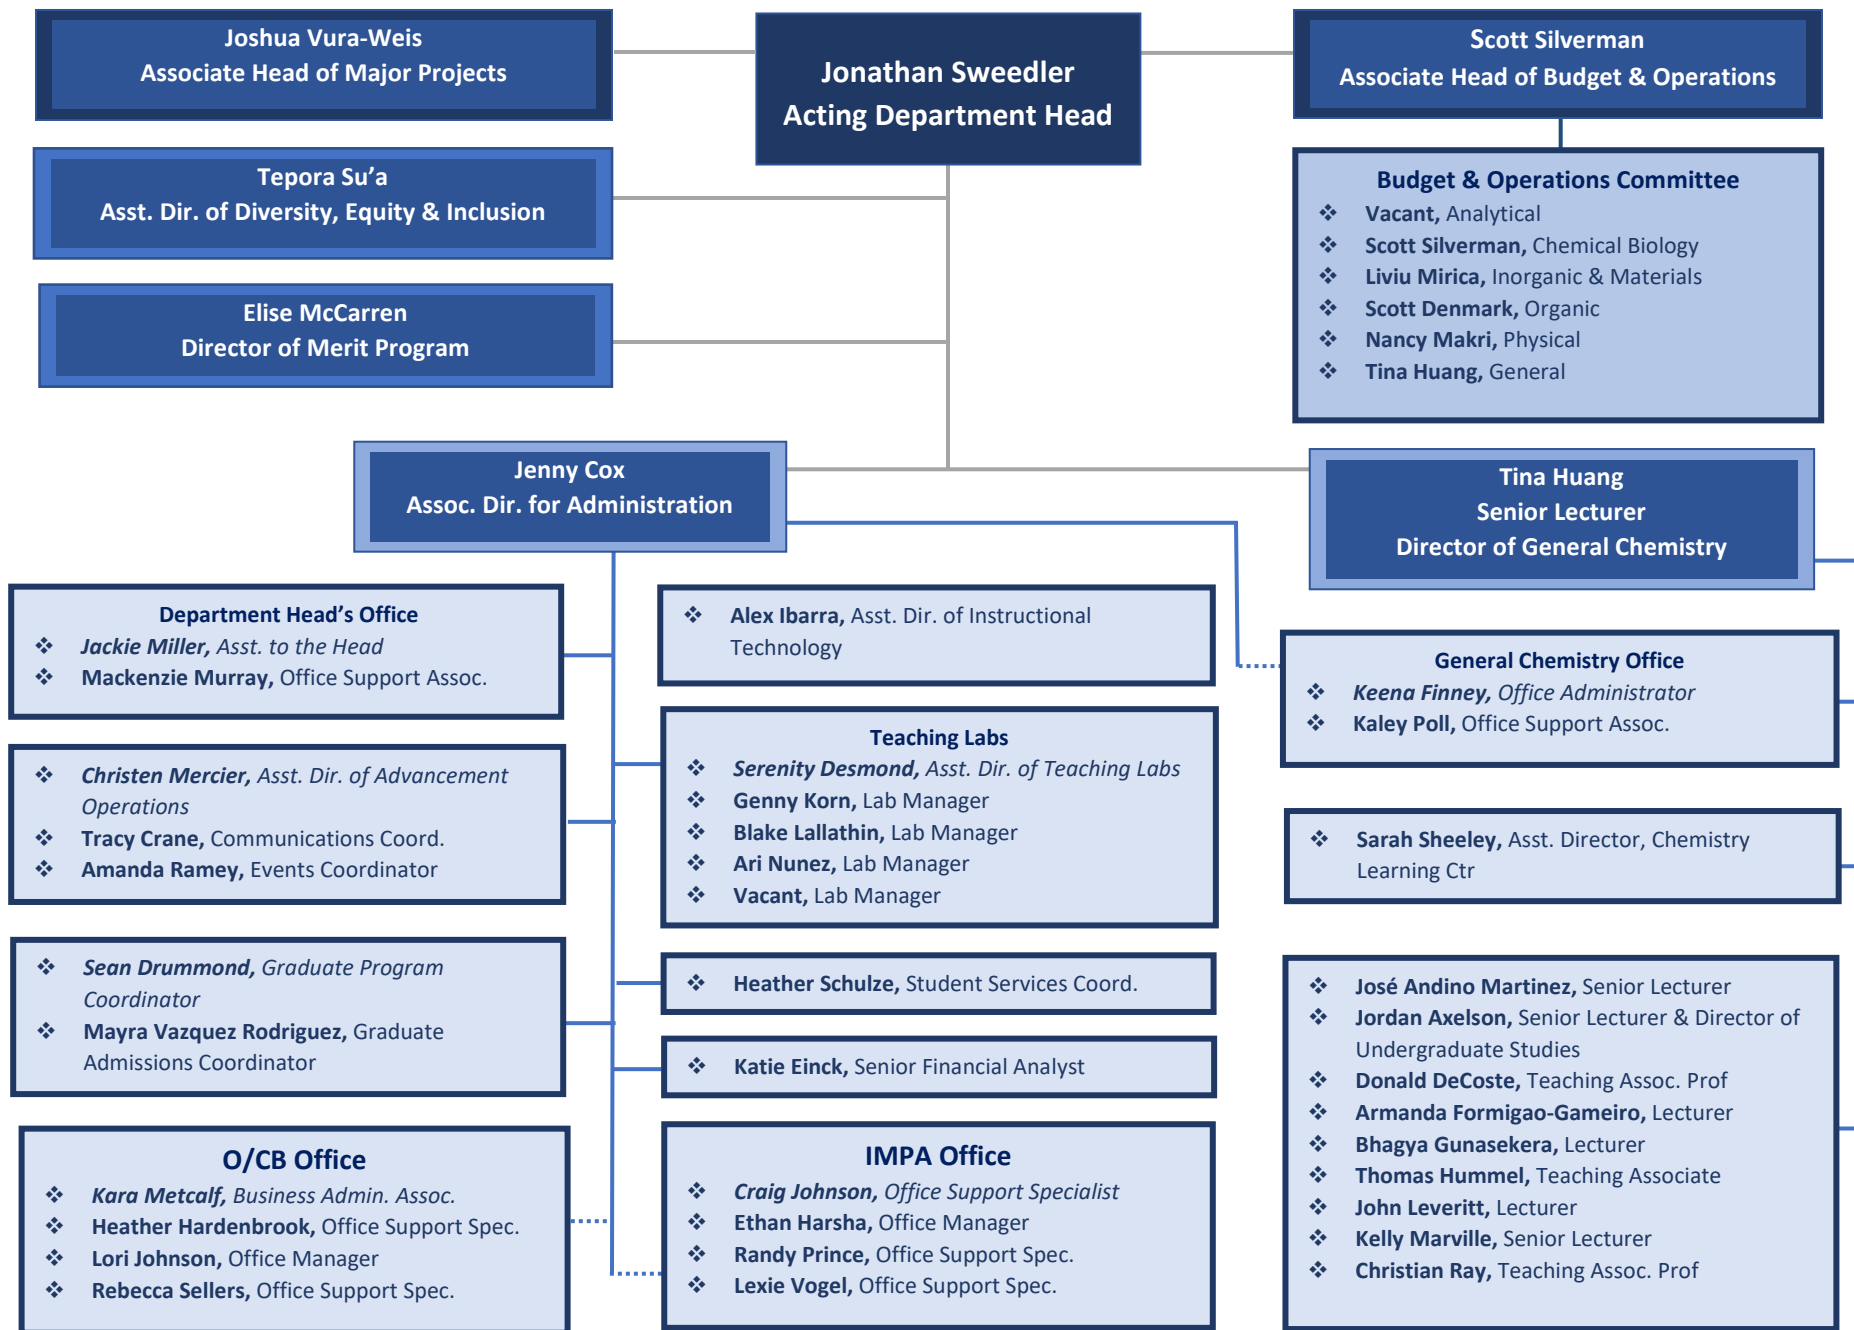 Joshua Vura-Weis
Associate Head of Major Projects
Jonathan Sweedler
Acting Department Head
Scott Silverman
Associate Head of Budget & Operations
Tepora Su’a
Asst. Dir. of Diversity, Equity & Inclusion
Budget & Operations Committee
❖ Vacant, Analytical
❖ Scott Silverman, Chemical Biology
❖ Liviu Mirica, Inorganic & Materials
❖ Scott Denmark, Organic
❖ Nancy Makri, Physical
❖ Tina Huang, General
Elise McCarren
Director of Merit Program
Jenny Cox
Assoc. Dir. for Administration
Tina Huang
Senior Lecturer
Director of General Chemistry
Department Head’s Office
❖ Jackie Miller, Asst. to the Head
❖ Mackenzie Murray, Office Support Assoc.
❖ Alex Ibarra, Asst. Dir. of Instructional
Technology
General Chemistry Office
❖ Keena Finney, Office Administrator
❖ Kaley Poll, Office Support Assoc.
❖ Christen Mercier, Asst. Dir. of Advancement
Operations
❖ Tracy Crane, Communications Coord.
❖ Amanda Ramey, Events Coordinator
Teaching Labs
❖ Serenity Desmond, Asst. Dir. of Teaching Labs
❖ Genny Korn, Lab Manager
❖ Blake Lallathin, Lab Manager
❖ Ari Nunez, Lab Manager
❖ Vacant, Lab Manager
❖ Sarah Sheeley, Asst. Director, Chemistry
Learning Ctr
❖ Sean Drummond, Graduate Program
Coordinator
❖ Mayra Vazquez Rodriguez, Graduate
Admissions Coordinator
❖ Heather Schulze, Student Services Coord.
❖ Katie Einck, Senior Financial Analyst
❖ José Andino Martinez, Senior Lecturer
❖ Jordan Axelson, Senior Lecturer & Director of
Undergraduate Studies
❖ Donald DeCoste, Teaching Assoc. Prof
❖ Armanda Formigao-Gameiro, Lecturer
❖ Bhagya Gunasekera, Lecturer
❖ Thomas Hummel, Teaching Associate
❖ John Leveritt, Lecturer
❖ Kelly Marville, Senior Lecturer
❖ Christian Ray, Teaching Assoc. Prof
O/CB Office
❖ Kara Metcalf, Business Admin. Assoc.
❖ Heather Hardenbrook, Office Support Spec.
❖ Lori Johnson, Office Manager
❖ Rebecca Sellers, Office Support Spec.
IMPA Office
❖ Craig Johnson, Office Support Specialist
❖ Ethan Harsha, Office Manager
❖ Randy Prince, Office Support Spec.
❖ Lexie Vogel, Office Support Spec.